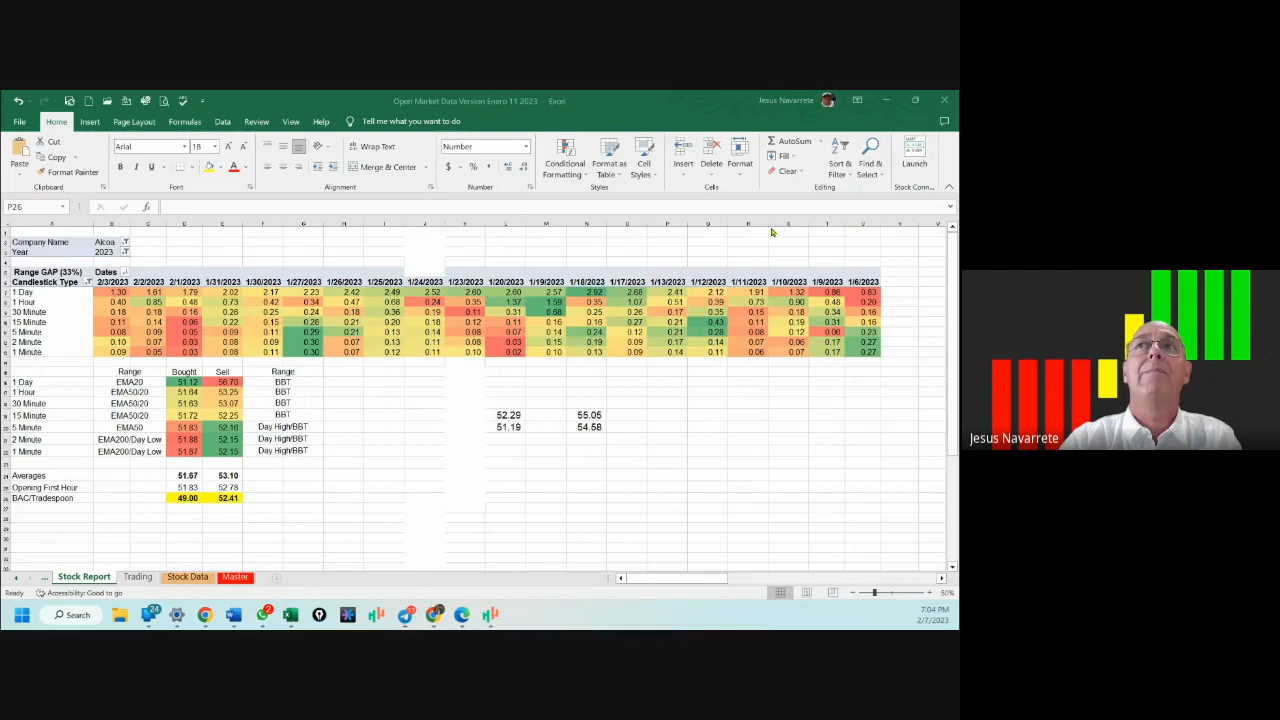 Open Market Data Version Enero 11 2023 – Excel
Jesus Navarrete
File Home Insert Page Layout Formulas Data Review View Help Tell me what you want to do
Paste
Cut
Copy
Format Painter
Clipboard
Arial 18
B I U
Font
Wrap Text
Merge & Center
Alignment
Number
$ % ,
Number
Conditional Formatting
Format as Table
Cell Styles
Styles
Insert Delete Format
Cells
AutoSum
Fill
Clear
Sort & Filter
Find & Select
Editing
Launch
Stock Conn...
P26
Company Name Alcoa
Year 2023
Range GAP (33%) Dates
Candlestick Type 2/3/2023 2/2/2023 2/1/2023 1/31/2023 1/30/2023 1/27/2023 1/26/2023 1/25/2023 1/24/2023 1/23/2023 1/20/2023 1/19/2023 1/18/2023 1/17/2023 1/13/2023 1/12/2023 1/11/2023 1/10/2023 1/9/2023 1/6/2023
1 Day 1.30 1.61 1.79 2.02 2.17 2.23 2.42 2.49 2.52 2.60 2.60 2.57 2.92 2.68 2.41 2.12 1.91 1.32 0.86 0.83
1 Hour 0.40 0.85 0.48 0.73 0.42 0.34 0.47 0.68 0.24 0.35 1.37 1.59 0.35 1.07 0.51 0.39 0.73 0.90 0.48 0.20
30 Minute 0.18 0.18 0.16 0.26 0.25 0.24 0.18 0.36 0.19 0.11 0.31 0.68 0.25 0.26 0.17 0.35 0.15 0.18 0.34 0.16
15 Minute 0.11 0.14 0.06 0.22 0.15 0.28 0.21 0.20 0.18 0.12 0.11 0.16 0.16 0.27 0.21 0.43 0.11 0.19 0.31 0.16
5 Minute 0.08 0.10 0.05 0.09 0.11 0.29 0.21 0.13 0.14 0.08 0.07 0.14 0.24 0.12 0.21 0.28 0.08 0.12 0.06 0.23
2 Minute 0.10 0.07 0.03 0.08 0.12 0.30 0.06 0.14 0.12 0.09 0.03 0.15 0.19 0.09 0.17 0.14 0.07 0.06 0.17 0.27
1 Minute 0.09 0.05 0.03 0.08 0.11 0.30 0.07 0.12 0.11 0.10 0.02 0.10 0.13 0.09 0.14 0.11 0.06 0.07 0.17 0.27
Range Bought Sell Range
1 Day EMA20 51.12 56.70 BBT
1 Hour EMA50/20 51.64 53.25 BBT
30 Minute EMA50/20 51.63 53.07 BBT
15 Minute EMA50/20 51.72 52.25 BBT 52.29 55.05
5 Minute EMA50 51.83 52.16 Day High/BBT 51.19 54.58
2 Minute EMA200/Day Low 51.88 52.15 Day High/BBT
1 Minute EMA200/Day Low 51.87 52.15 Day High/BBT
Averages 51.67 53.10
Opening First Hour 51.83 52.78
BAC/Tradespoon 49.00 52.41
... Stock Report Trading Stock Data Master
Ready Accessibility: Good to go 50%
Search 24 2 7:04 PM
2/7/2023
Jesus Navarrete